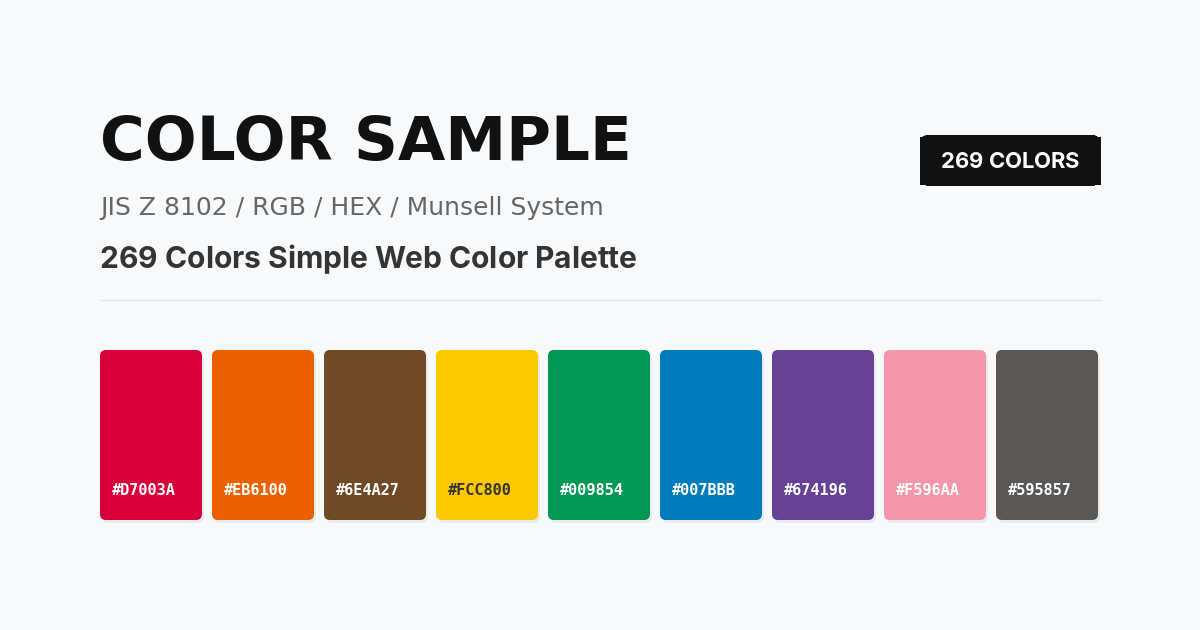 COLOR SAMPLE
269 COLORS
JIS Z 8102 / RGB / HEX / Munsell System
269 Colors Simple Web Color Palette
#D7003A
#EB6100
#6E4A27
#FCC800
#009854
#007BBB
#674196
#F596AA
#595857